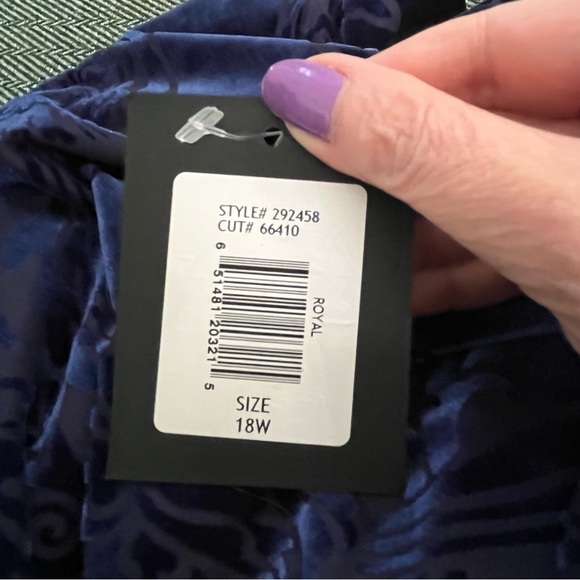 STYLE# 292458
CUT# 66410
6 51481 20321 5
ROYAL
SIZE
18W